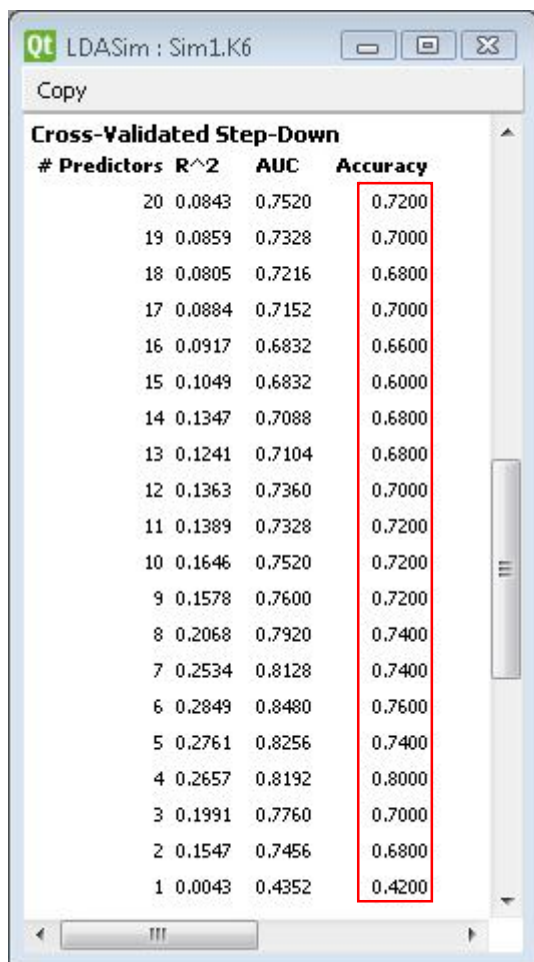 Qt LDASim : Sim1.K6
Copy
Cross-Validated Step-Down
# Predictors R^2 AUC Accuracy
20 0.0843 0.7520 0.7200
19 0.0859 0.7328 0.7000
18 0.0805 0.7216 0.6800
17 0.0884 0.7152 0.7000
16 0.0917 0.6832 0.6600
15 0.1049 0.6832 0.6000
14 0.1347 0.7088 0.6800
13 0.1241 0.7104 0.6800
12 0.1363 0.7360 0.7000
11 0.1389 0.7328 0.7200
10 0.1646 0.7520 0.7200
9 0.1578 0.7600 0.7200
8 0.2068 0.7920 0.7400
7 0.2534 0.8128 0.7400
6 0.2849 0.8480 0.7600
5 0.2761 0.8256 0.7400
4 0.2657 0.8192 0.8000
3 0.1991 0.7760 0.7000
2 0.1547 0.7456 0.6800
1 0.0043 0.4352 0.4200